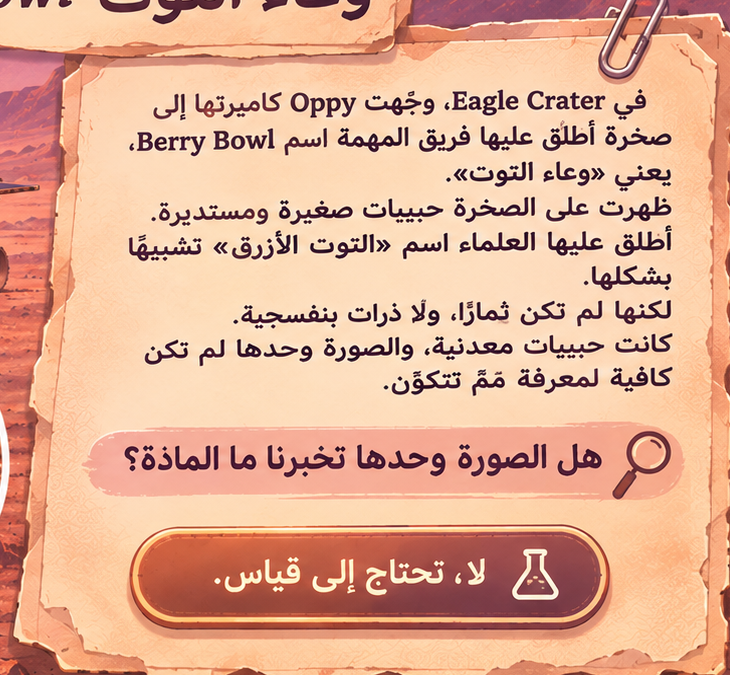 وعاء التوت
في Eagle Crater، وجَّهت Oppy كاميرتها إلى
صخرة أطلق عليها فريق المهمة اسم Berry Bowl،
يعني «وعاء التوت».
ظهرت على الصخرة حبيبات صغيرة ومستديرة.
أطلق عليها العلماء اسم «التوت الأزرق» تشبيهًا
بشكلها.
لكنها لم تكن ثمارًا، ولا ذرات بنفسجية.
كانت حبيبات معدنية، والصورة وحدها لم تكن
كافية لمعرفة مَمَّ تتكوَّن.
هل الصورة وحدها تخبرنا ما الماذة؟
لا، تحتاج إلى قياس.